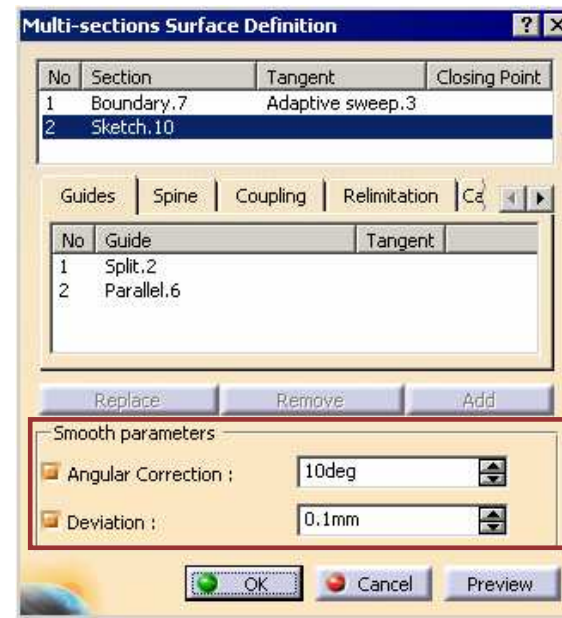 Multi-sections Surface Definition ? X
No Section Tangent Closing Point
1 Boundary.7 Adaptive sweep.3
2 Sketch.10
Guides Spine Coupling Relimitation
No Guide Tangent
1 Split.2
2 Parallel.6
Replace Remove Add
Smooth parameters
Angular Correction : 10deg
Deviation : 0.1mm
OK Cancel Preview